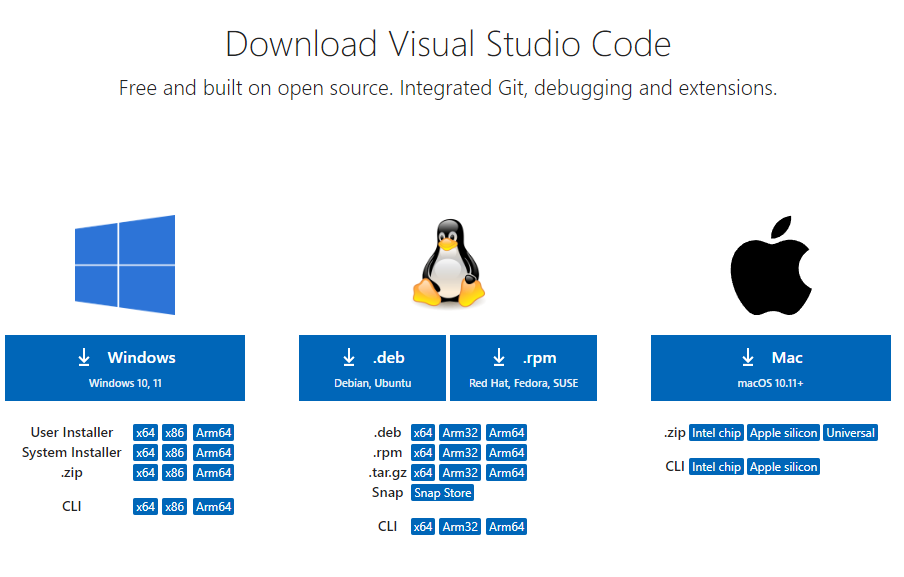 Download Visual Studio Code
Free and built on open source. Integrated Git, debugging and extensions.
Windows
Windows 10, 11
User Installer x64 x86 Arm64
System Installer x64 x86 Arm64
.zip x64 x86 Arm64
CLI x64 x86 Arm64
.deb
Debian, Ubuntu
.rpm
Red Hat, Fedora, SUSE
.deb x64 Arm32 Arm64
.rpm x64 Arm32 Arm64
.tar.gz x64 Arm32 Arm64
Snap Snap Store
CLI x64 Arm32 Arm64
Mac
macOS 10.11+
.zip Intel chip Apple silicon Universal
CLI Intel chip Apple silicon